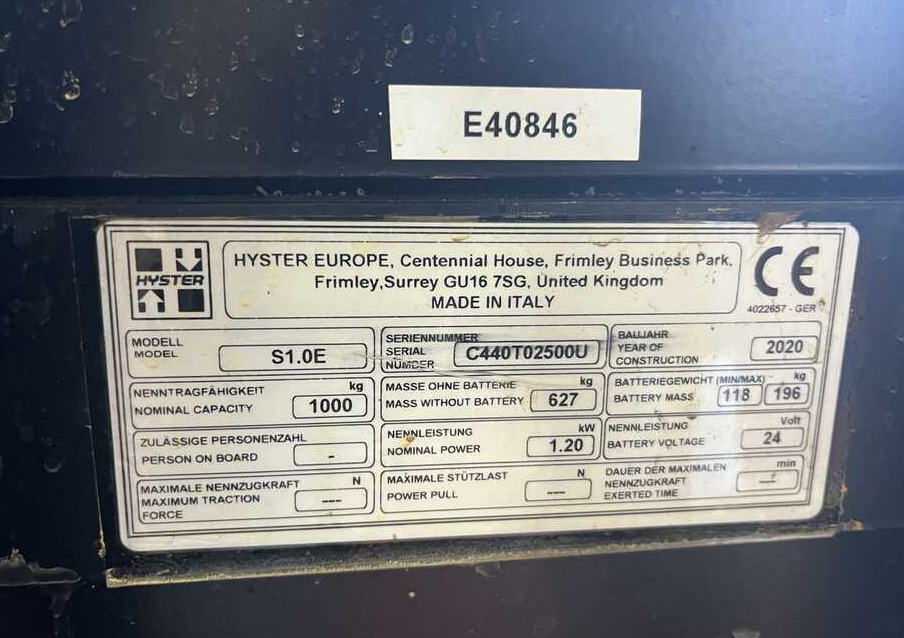 E40846
HYSTER
HYSTER EUROPE, Centennial House, Frimley Business Park,
Frimley,Surrey GU16 7SG, United Kingdom
MADE IN ITALY
CE
4022657 - GER
MODELL
MODEL
S1.0E
SERIENNUMMER
SERIAL
NUMBER
C440T02500U
BAUJAHR
YEAR OF
CONSTRUCTION
2020
NENNTRAGFÄHIGKEIT kg
NOMINAL CAPACITY 1000
MASSE OHNE BATTERIE kg
MASS WITHOUT BATTERY 627
BATTERIEGEWICHT (MIN/MAX) kg
BATTERY MASS 118 196
ZULÄSSIGE PERSONENZAHL
PERSON ON BOARD -
NENNLEISTUNG kW
NOMINAL POWER 1.20
NENNLEISTUNG Volt
BATTERY VOLTAGE 24
MAXIMALE NENNZUGKRAFT N
MAXIMUM TRACTION ---
FORCE
MAXIMALE STÜTZLAST N
POWER PULL ---
DAUER DER MAXIMALEN min
NENNZUGKRAFT ---
EXERTED TIME